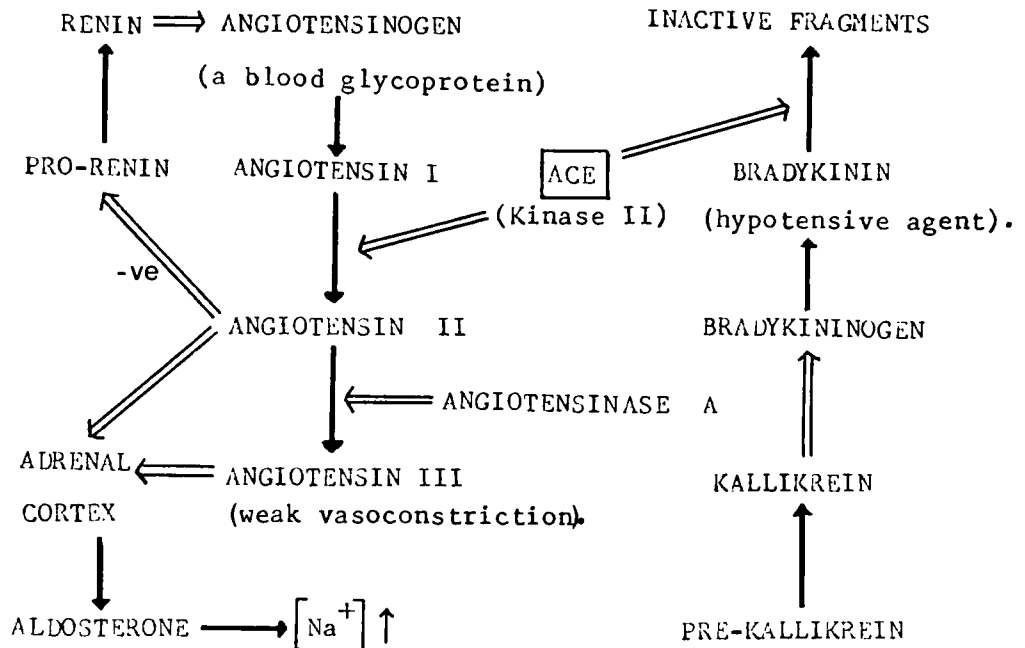 RENIN ANGIOTENSINOGEN INACTIVE FRAGMENTS
(a blood glycoprotein)
PRO-RENIN ANGIOTENSIN I ACE BRADYKININ
(Kinase II) (hypotensive agent).
-ve
ANGIOTENSIN II BRADYKININOGEN
ANGIOTENSINASE A
ADRENAL ANGIOTENSIN III KALLIKREIN
CORTEX (weak vasoconstriction).
ALDOSTERONE [Na+] ↑ PRE-KALLIKREIN